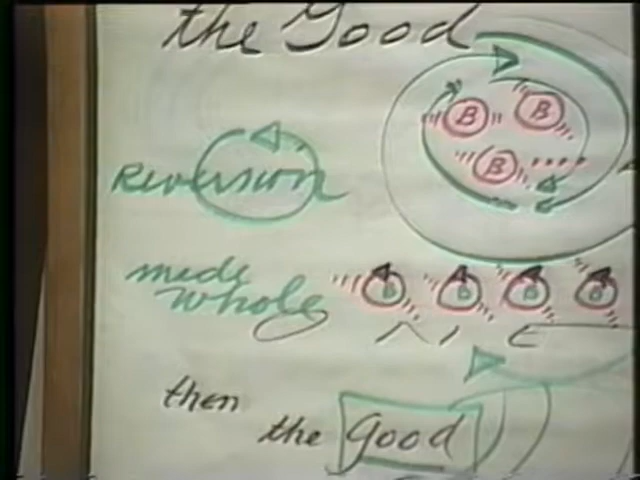 the Good
B B
B
Reversion
made
whole
then
the good